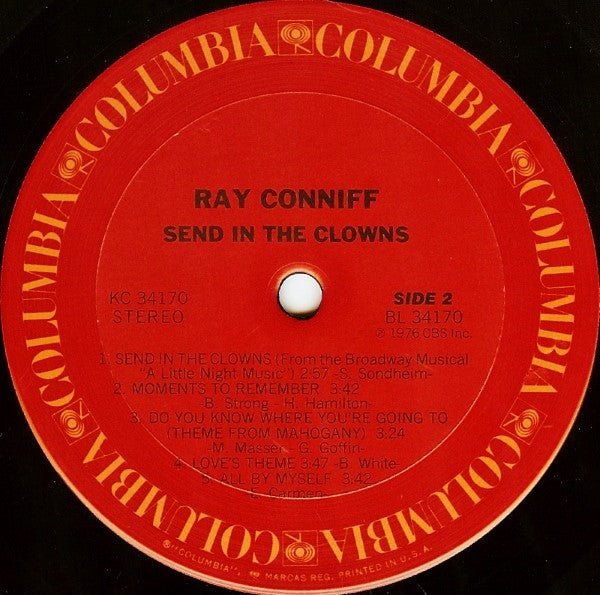 COLUMBIA COLUMBIA COLUMBIA COLUMBIA COLUMBIA COLUMBIA
RAY CONNIFF
SEND IN THE CLOWNS
KC 34170
STEREO
SIDE 2
BL 34170
℗ 1976 CBS Inc.
1. SEND IN THE CLOWNS (From the Broadway Musical
"A Little Night Music") 2:57 -S. Sondheim-
2. MOMENTS TO REMEMBER 3:42
-B. Strong - H. Hamilton-
3. DO YOU KNOW WHERE YOU'RE GOING TO
(THEME FROM MAHOGANY) 3:24
-M. Masser - G. Goffin-
4. LOVE'S THEME 3:47 -B. White-
5. ALL BY MYSELF 3:42
-E. Carmen-
®"COLUMBIA", MARCAS REG. PRINTED IN U.S.A.